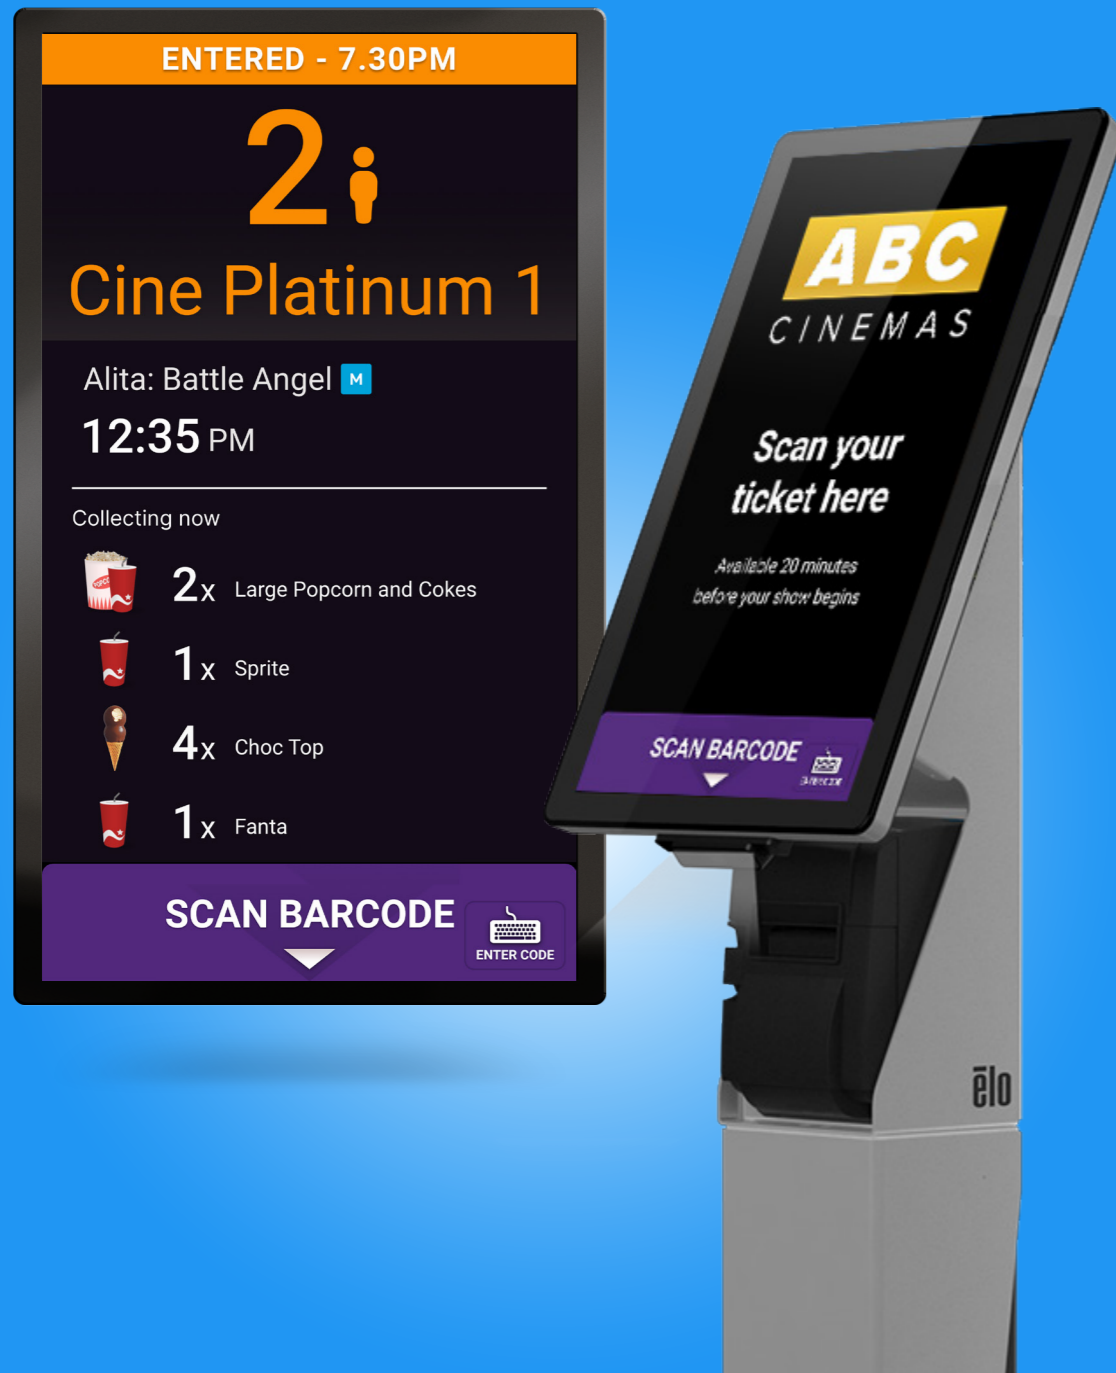 ENTERED - 7.30PM
2
Cine Platinum 1
Alita: Battle Angel M
12:35 PM
Collecting now
2x Large Popcorn and Cokes
1x Sprite
4x Choc Top
1x Fanta
SCAN BARCODE
ENTER CODE
ABC
CINEMAS
Scan your
ticket here
Available 20 minutes
before your show begins
SCAN BARCODE
ēlo